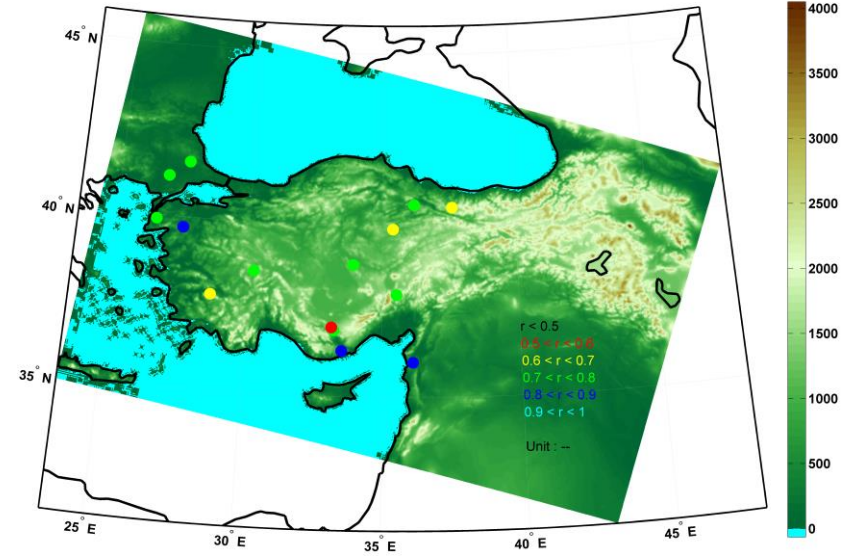 45° N
40° N
35° N
25° E
30° E
35° E
40° E
45° E
r < 0.5
0.5 < r < 0.6
0.6 < r < 0.7
0.7 < r < 0.8
0.8 < r < 0.9
0.9 < r < 1
Unit : --
4000
3500
3000
2500
2000
1500
1000
500
0